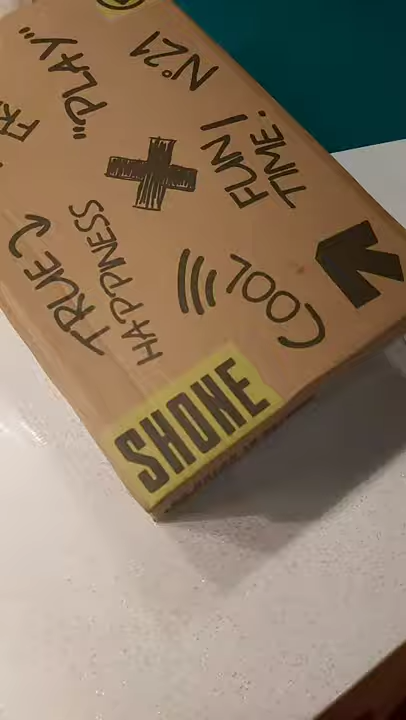 "PLAY"
N°21
FUN!
TIME.
TRUE
HAPPINESS
COOL
SHONE